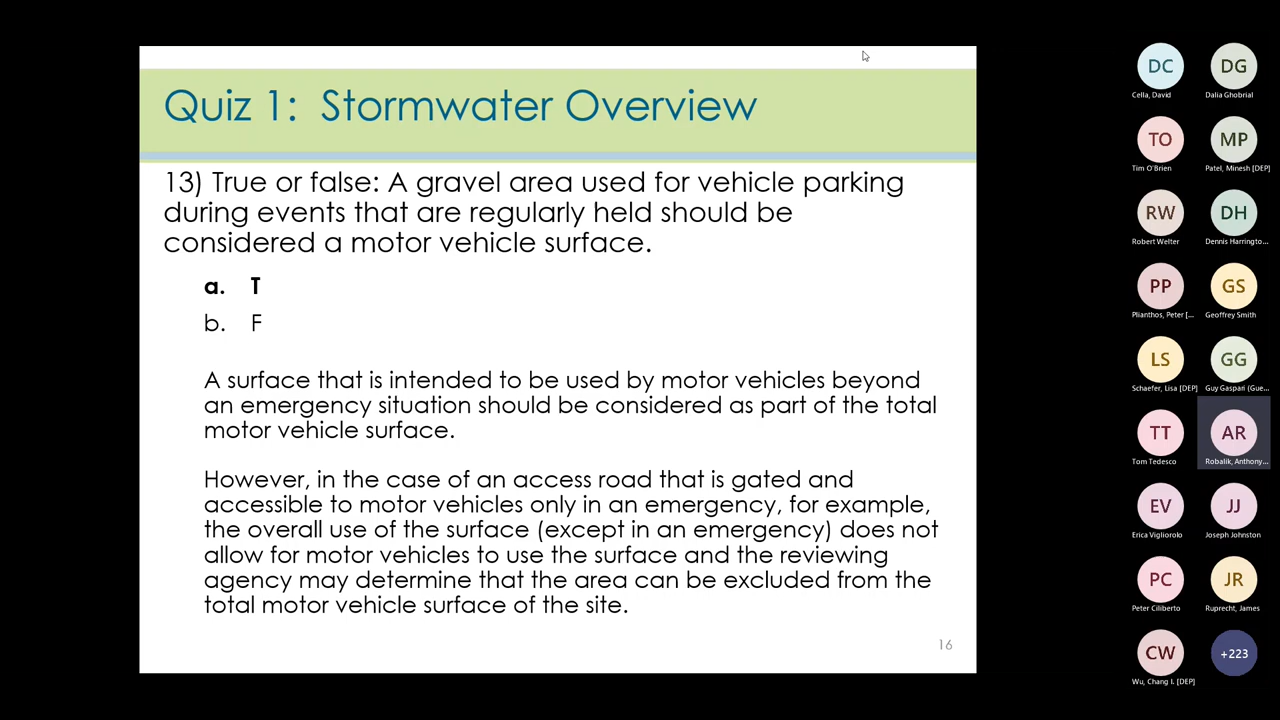 Quiz 1: Stormwater Overview
13) True or false: A gravel area used for vehicle parking
during events that are regularly held should be
considered a motor vehicle surface.
a. T
b. F
A surface that is intended to be used by motor vehicles beyond
an emergency situation should be considered as part of the total
motor vehicle surface.
However, in the case of an access road that is gated and
accessible to motor vehicles only in an emergency, for example,
the overall use of the surface (except in an emergency) does not
allow for motor vehicles to use the surface and the reviewing
agency may determine that the area can be excluded from the
total motor vehicle surface of the site.
16
DC
DG
Cella, David
Dalia Ghobrial
TO
MP
Tim O'Brien
Patel, Minesh [DEP]
RW
DH
Robert Welter
Dennis Harringto...
PP
GS
Plianthos, Peter [...
Geoffrey Smith
LS
GG
Schaefer, Lisa [DEP]
Guy Gaspari (Gue...
TT
AR
Tom Tedesco
Robalik, Anthony...
EV
JJ
Erica Vigliorolo
Joseph Johnston
PC
JR
Peter Ciliberto
Ruprecht, James
CW
+223
Wu, Chang I. [DEP]